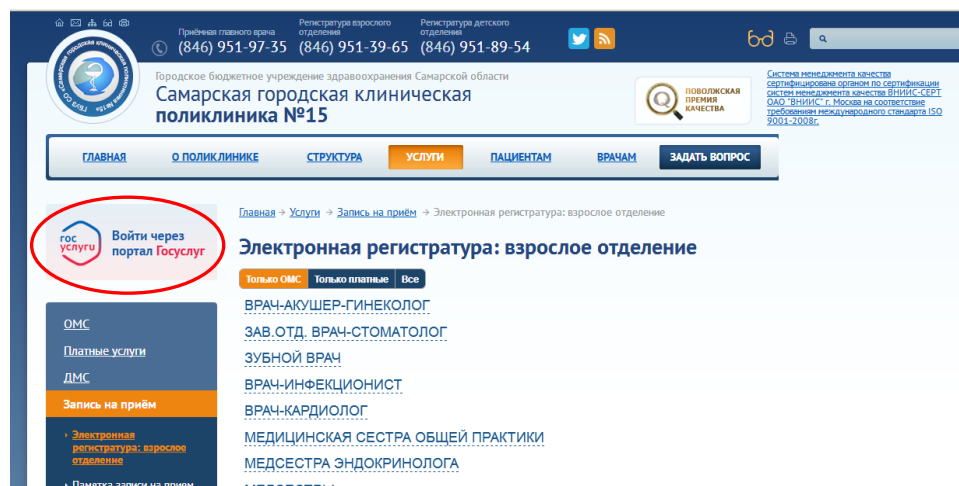 Приёмная главного врача
(846) 951-97-35
Регистратура взрослого
отделения
(846) 951-39-65
Регистратура детского
отделения
(846) 951-89-54
Городское бюджетное учреждение здравоохранения Самарской области
Самарская городская клиническая
поликлиника №15
ПОВОЛЖСКАЯ
ПРЕМИЯ
КАЧЕСТВА
Система менеджмента качества
сертифицирована органом по сертификации
систем менеджмента качества ВНИИС-СЕРТ
ОАО "ВНИИС" г. Москва на соответствие
требованиям международного стандарта ISO
9001-2008г.
ГЛАВНАЯ О ПОЛИКЛИНИКЕ СТРУКТУРА УСЛУГИ ПАЦИЕНТАМ ВРАЧАМ ЗАДАТЬ ВОПРОС
гос
услуги
Войти через
портал Госуслуг
ОМС
Платные услуги
ДМС
Запись на приём
Электронная
регистратура: взрослое
отделение
Памятка записи на прием
Главная → Услуги → Запись на приём → Электронная регистратура: взрослое отделение
Электронная регистратура: взрослое отделение
Только ОМС Только платные Все
ВРАЧ-АКУШЕР-ГИНЕКОЛОГ
ЗАВ.ОТД. ВРАЧ-СТОМАТОЛОГ
ЗУБНОЙ ВРАЧ
ВРАЧ-ИНФЕКЦИОНИСТ
ВРАЧ-КАРДИОЛОГ
МЕДИЦИНСКАЯ СЕСТРА ОБЩЕЙ ПРАКТИКИ
МЕДСЕСТРА ЭНДОКРИНОЛОГА